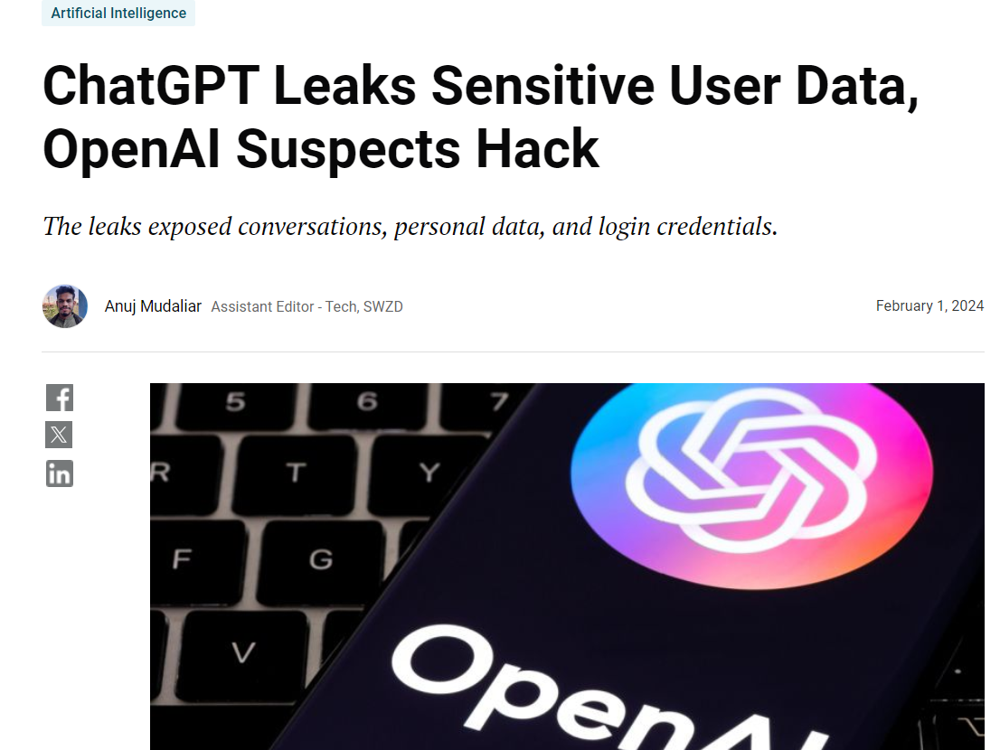 Artificial Intelligence
ChatGPT Leaks Sensitive User Data,
OpenAI Suspects Hack
The leaks exposed conversations, personal data, and login credentials.
Anuj Mudaliar Assistant Editor - Tech, SWZD
February 1, 2024
5 6 7
R T Y
F G
V
OpenAI